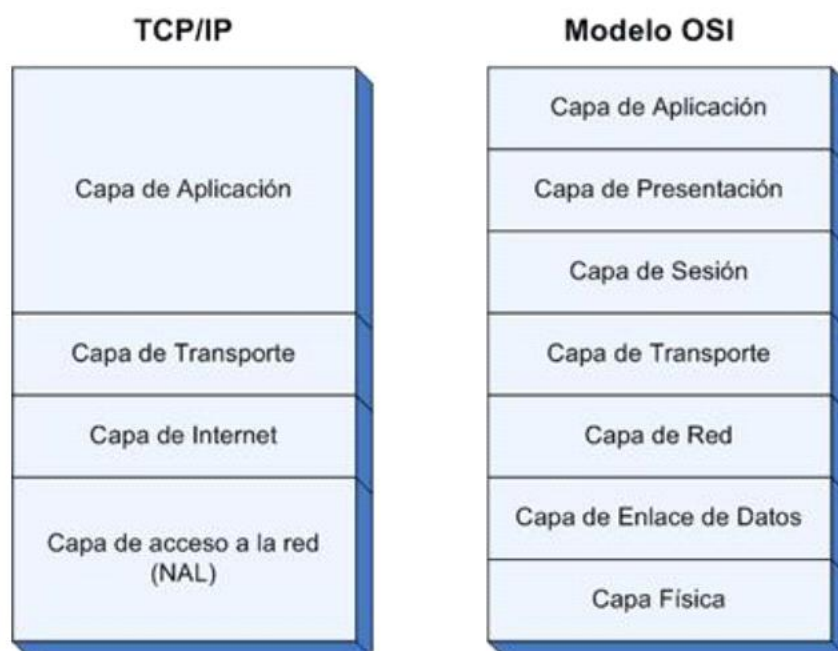 TCP/IP
Capa de Aplicación
Capa de Transporte
Capa de Internet
Capa de acceso a la red
(NAL)
Modelo OSI
Capa de Aplicación
Capa de Presentación
Capa de Sesión
Capa de Transporte
Capa de Red
Capa de Enlace de Datos
Capa Física